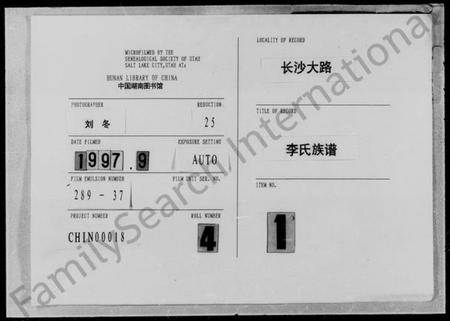 MICROFILMED BY THE
GENEALOGICAL SOCIETY OF UTAH
SALT LAKE CITY, UTAH AT:
HUNAN LIBRARY OF CHINA
中国湖南图书馆
PHOTOGRAPHER
REDUCTION
刘冬
25
DATE FILMED
EXPOSURE SETTING
1997.9
AUTO
FILM EMULSION NUMBER
FILM UNIT SER. NO.
289 - 37
PROJECT NUMBER
ROLL NUMBER
CHIN00018
4
LOCALITY OF RECORD
长沙大路
TITLE OF RECORD
李氏族谱
ITEM NO.
1
FamilySearch International